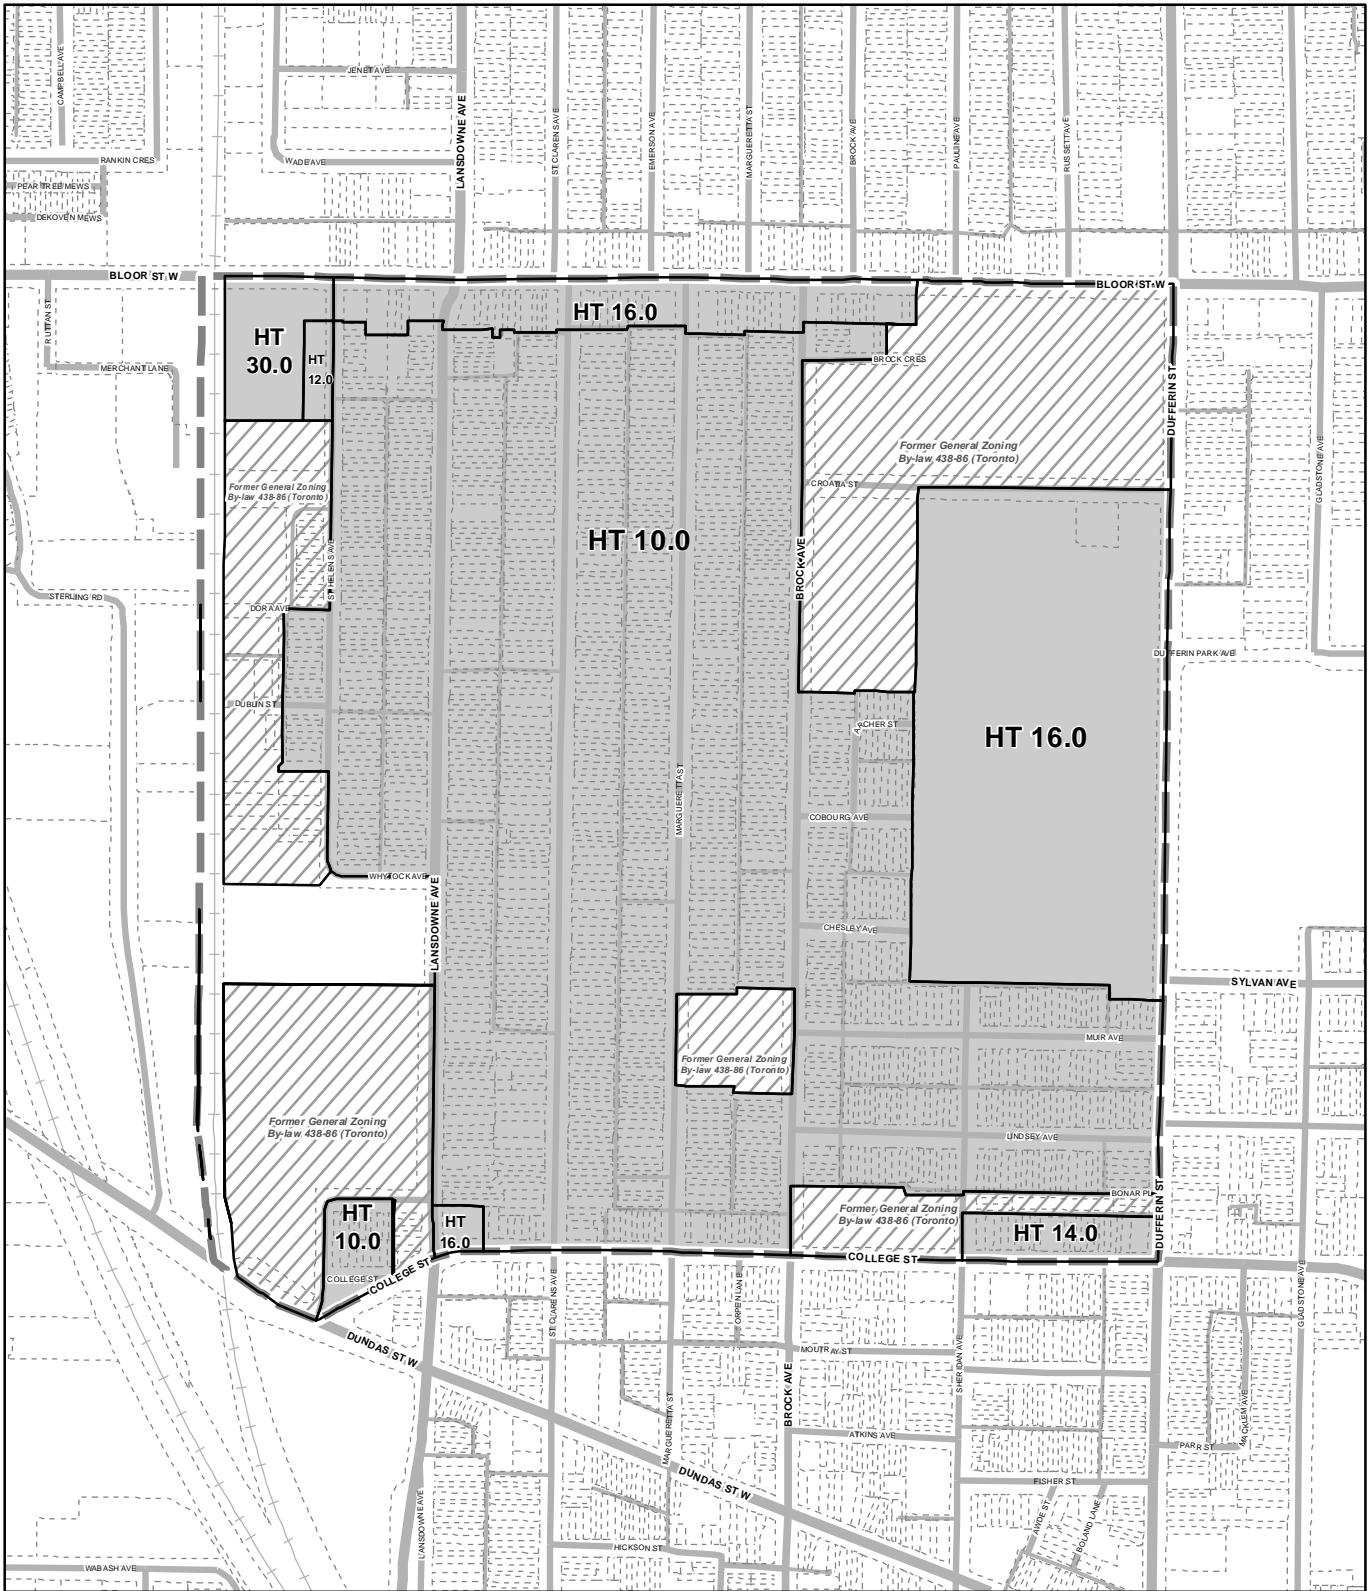 CAMPBELL AVE
JENET AVE
LANSDOWNE AVE
ST CLARENS AVE
EMERSON AVE
MARGUERETTA ST
BROCK AVE
PAULINE AVE
RUSSETT AVE
RANKIN CRES
WADE AVE
PEAR TREE MEWS
DEKOVEN MEWS
BLOOR ST W
BLOOR ST W
RUTTAN ST
HT
30.0
HT 16.0
HT
12.0
MERCHANT LANE
BROCK CRES
DUFFERIN ST
GLADSTONE AVE
Former General Zoning
By-law 438-86 (Toronto)
Former General Zoning
By-law 438-86 (Toronto)
CROATIA ST
HT 10.0
ST HELENS AVE
BROCK AVE
STERLING RD
DORA AVE
DUFFERIN PARK AVE
DUBLIN ST
ARCHER ST
HT 16.0
MARGUERETTA ST
COBOURG AVE
WHYTOCK AVE
LANSDOWNE AVE
CHESLEY AVE
SYLVAN AVE
MUIR AVE
Former General Zoning
By-law 438-86 (Toronto)
Former General Zoning
By-law 438-86 (Toronto)
LINDSEY AVE
BONAR PL
Former General Zoning
By-law 438-86 (Toronto)
HT
10.0
HT
16.0
HT 14.0
DUFFERIN ST
COLLEGE ST
COLLEGE ST
COLLEGE ST
GLADSTONE AVE
ST CLARENS AVE
ORPEN LANE
DUNDAS ST W
MOUTRAY ST
SHERIDAN AVE
BROCK AVE
MARGUERETTA ST
MACKLEM AVE
ATKINS AVE
PARR ST
DUNDAS ST W
FISHER ST
LANSDOWNE AVE
AWDE ST
BOLAND LANE
HICKSON ST
WABASH AVE